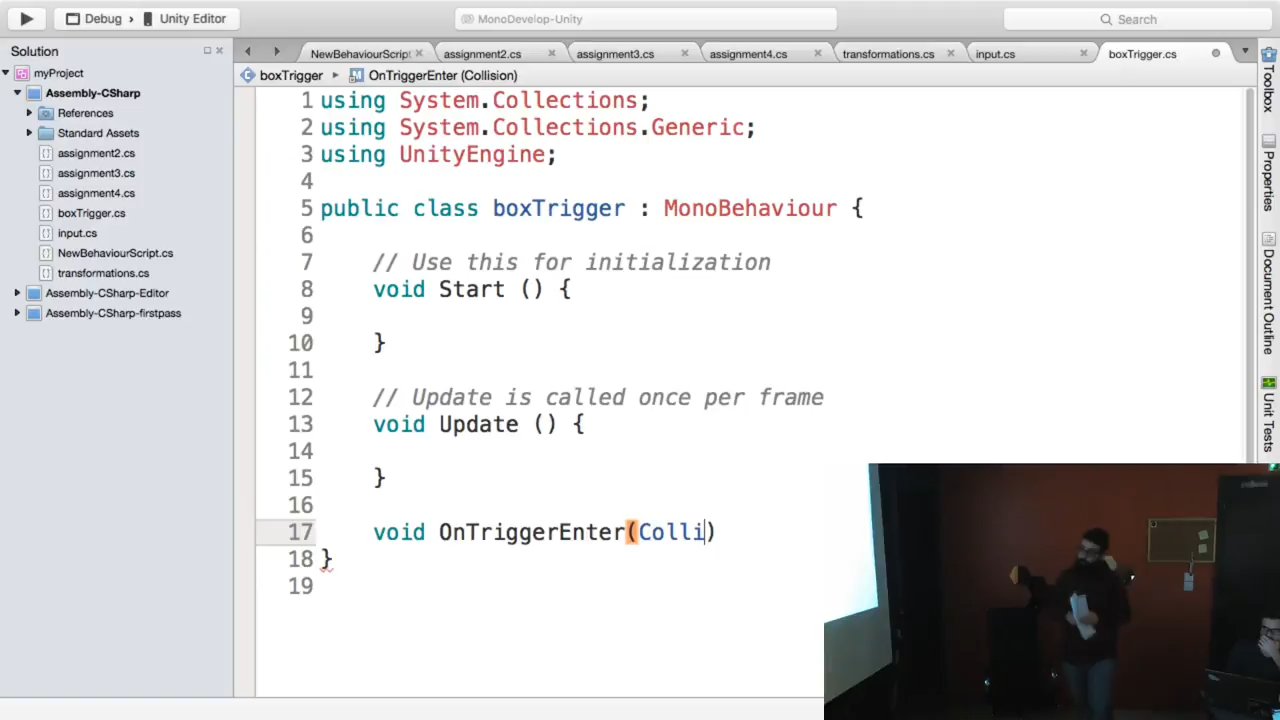 Debug
Unity Editor
MonoDevelop-Unity
Search
Solution
NewBehaviourScript
assignment2.cs
assignment3.cs
assignment4.cs
transformations.cs
input.cs
boxTrigger.cs
boxTrigger
OnTriggerEnter (Collision)
myProject
Assembly-CSharp
References
Standard Assets
assignment2.cs
assignment3.cs
assignment4.cs
boxTrigger.cs
input.cs
NewBehaviourScript.cs
transformations.cs
Assembly-CSharp-Editor
Assembly-CSharp-firstpass
1 using System.Collections;
2 using System.Collections.Generic;
3 using UnityEngine;
4
5 public class boxTrigger : MonoBehaviour {
6
7 // Use this for initialization
8 void Start () {
9
10 }
11
12 // Update is called once per frame
13 void Update () {
14
15 }
16
17 void OnTriggerEnter(Colli)
18 }
19
Toolbox
Properties
Document Outline
Unit Tests